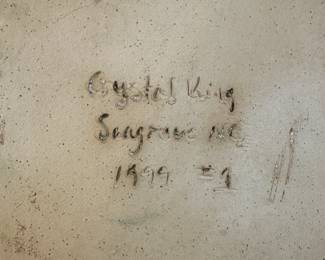 Crystal King
Seagrove NC
1999 #1